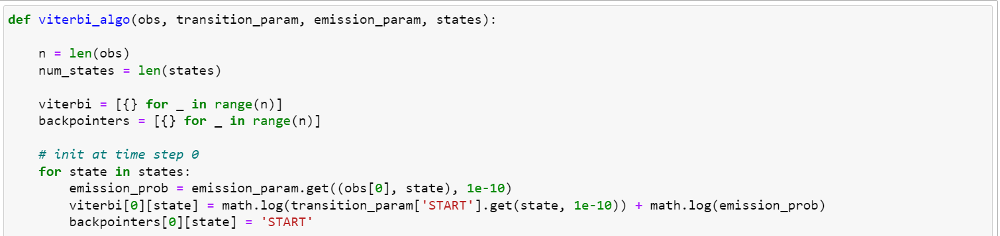 def viterbi_algo(obs, transition_param, emission_param, states):
    n = len(obs)
    num_states = len(states)
    viterbi = [{} for _ in range(n)]
    backpointers = [{} for _ in range(n)]
    # init at time step 0
    for state in states:
        emission_prob = emission_param.get((obs[0], state), 1e-10)
        viterbi[0][state] = math.log(transition_param['START'].get(state, 1e-10)) + math.log(emission_prob)
        backpointers[0][state] = 'START'